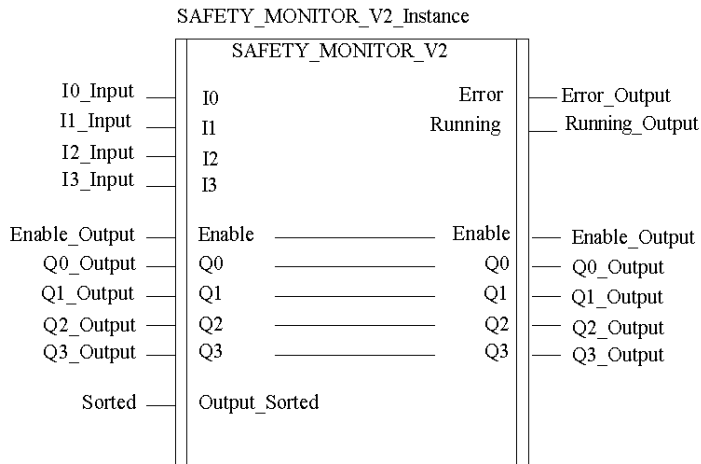 SAFETY_MONITOR_V2_Instance
SAFETY_MONITOR_V2
I0_Input I0 Error Error_Output
I1_Input I1 Running Running_Output
I2_Input I2
I3_Input I3
Enable_Output Enable Enable Enable_Output
Q0_Output Q0 Q0 Q0_Output
Q1_Output Q1 Q1 Q1_Output
Q2_Output Q2 Q2 Q2_Output
Q3_Output Q3 Q3 Q3_Output
Sorted Output_Sorted